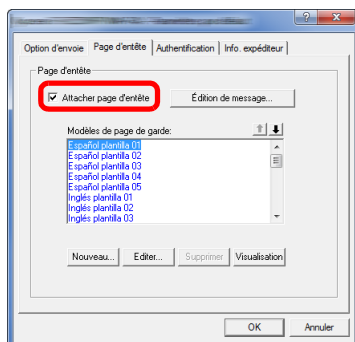 Option d'envoie Page d'entête Authentification Info. expéditeur
Page d'entête
Attacher page d'entête Édition de message...
Modèles de page de garde:
Español plantilla 01
Español plantilla 02
Español plantilla 03
Español plantilla 04
Español plantilla 05
Inglés plantilla 01
Inglés plantilla 02
Inglés plantilla 03
Nouveau... Editer... Supprimer Visualisation
OK Annuler